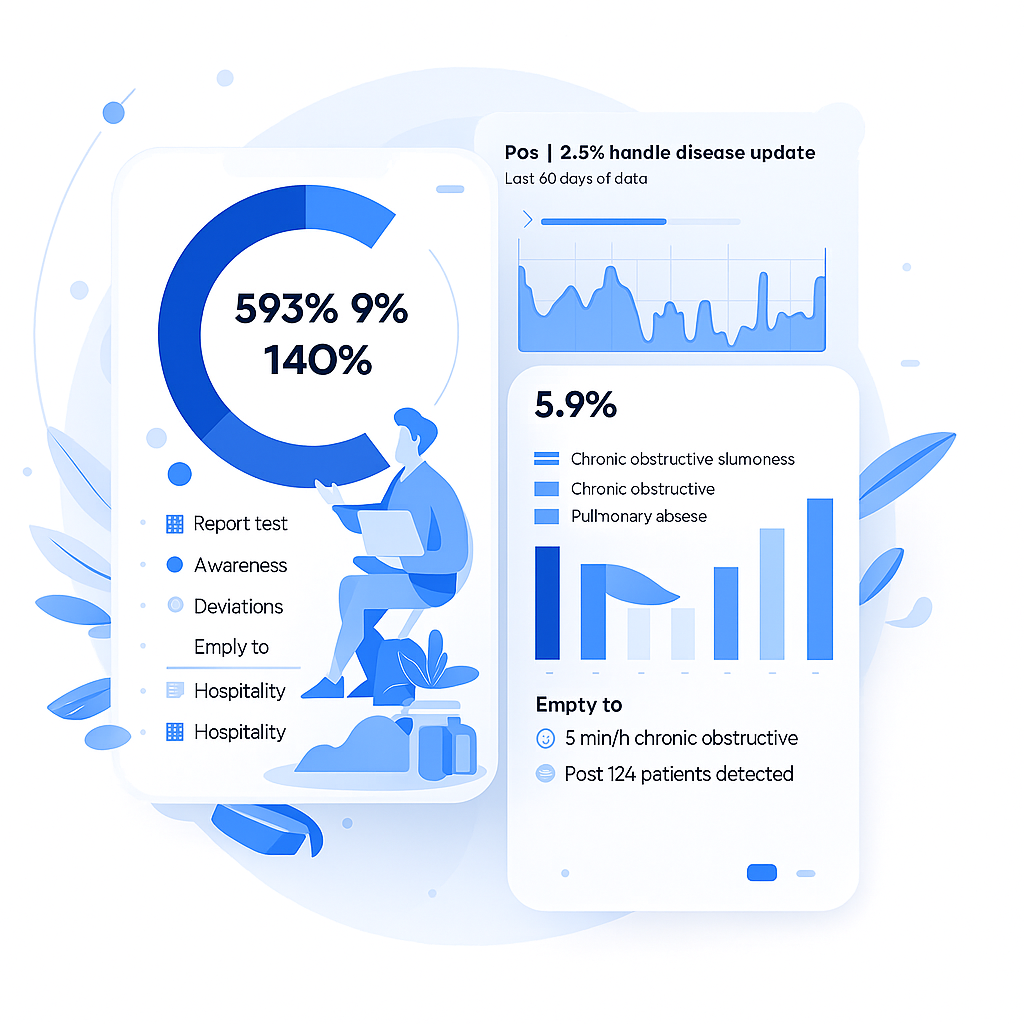 593% 9%
140%
Report test
Awareness
Deviations
Emply to
Hospitality
Hospitality
Pos | 2.5% handle disease update
Last 60 days of data
5.9%
Chronic obstructive slumoness
Chronic obstructive
Pullmonary absese
Empty to
5 min/h chronic obstructive
Post 124 patients detected